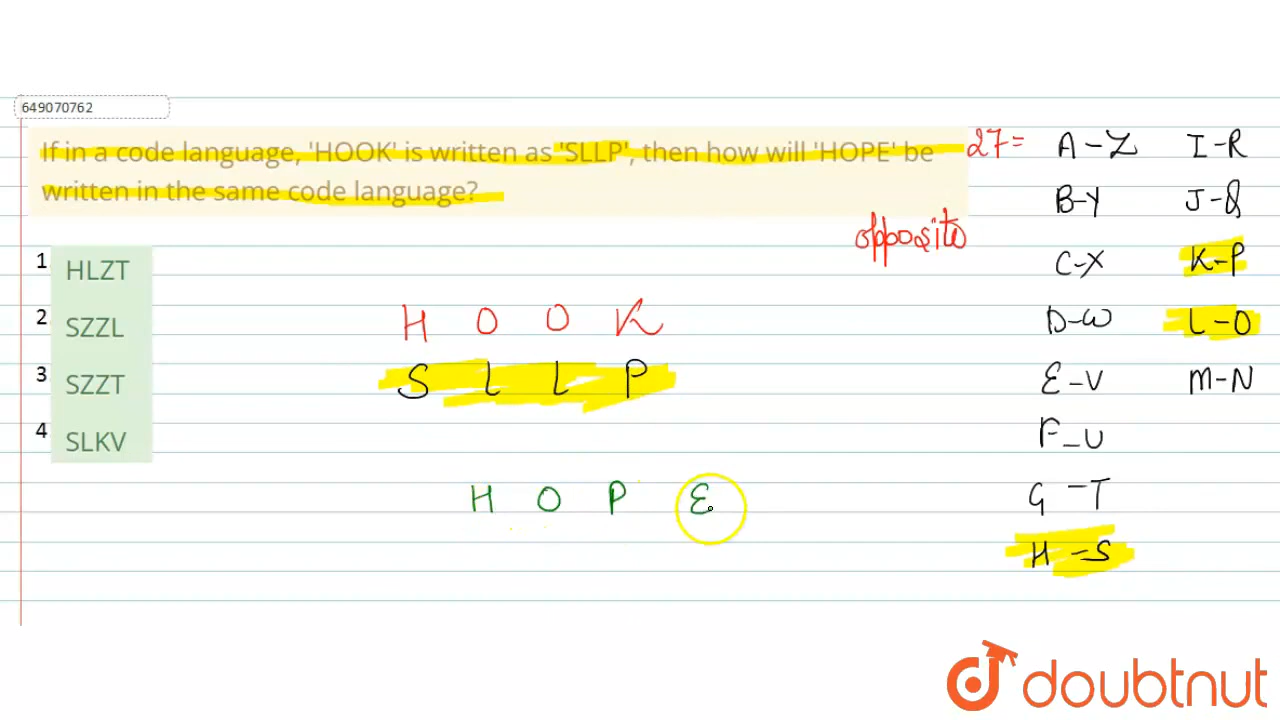 649070762
If in a code language, 'HOOK' is written as 'SLLP', then how will 'HOPE' be
written in the same code language?
1 HLZT
2 SZZL
3 SZZT
4 SLKV
opposite
H O O K
S L L P
H O P E
27= A-Z I-R
B-Y J-Q
C-X K-P
D-W L-O
E-V M-N
F-U
G-T
H-S
doubtnut